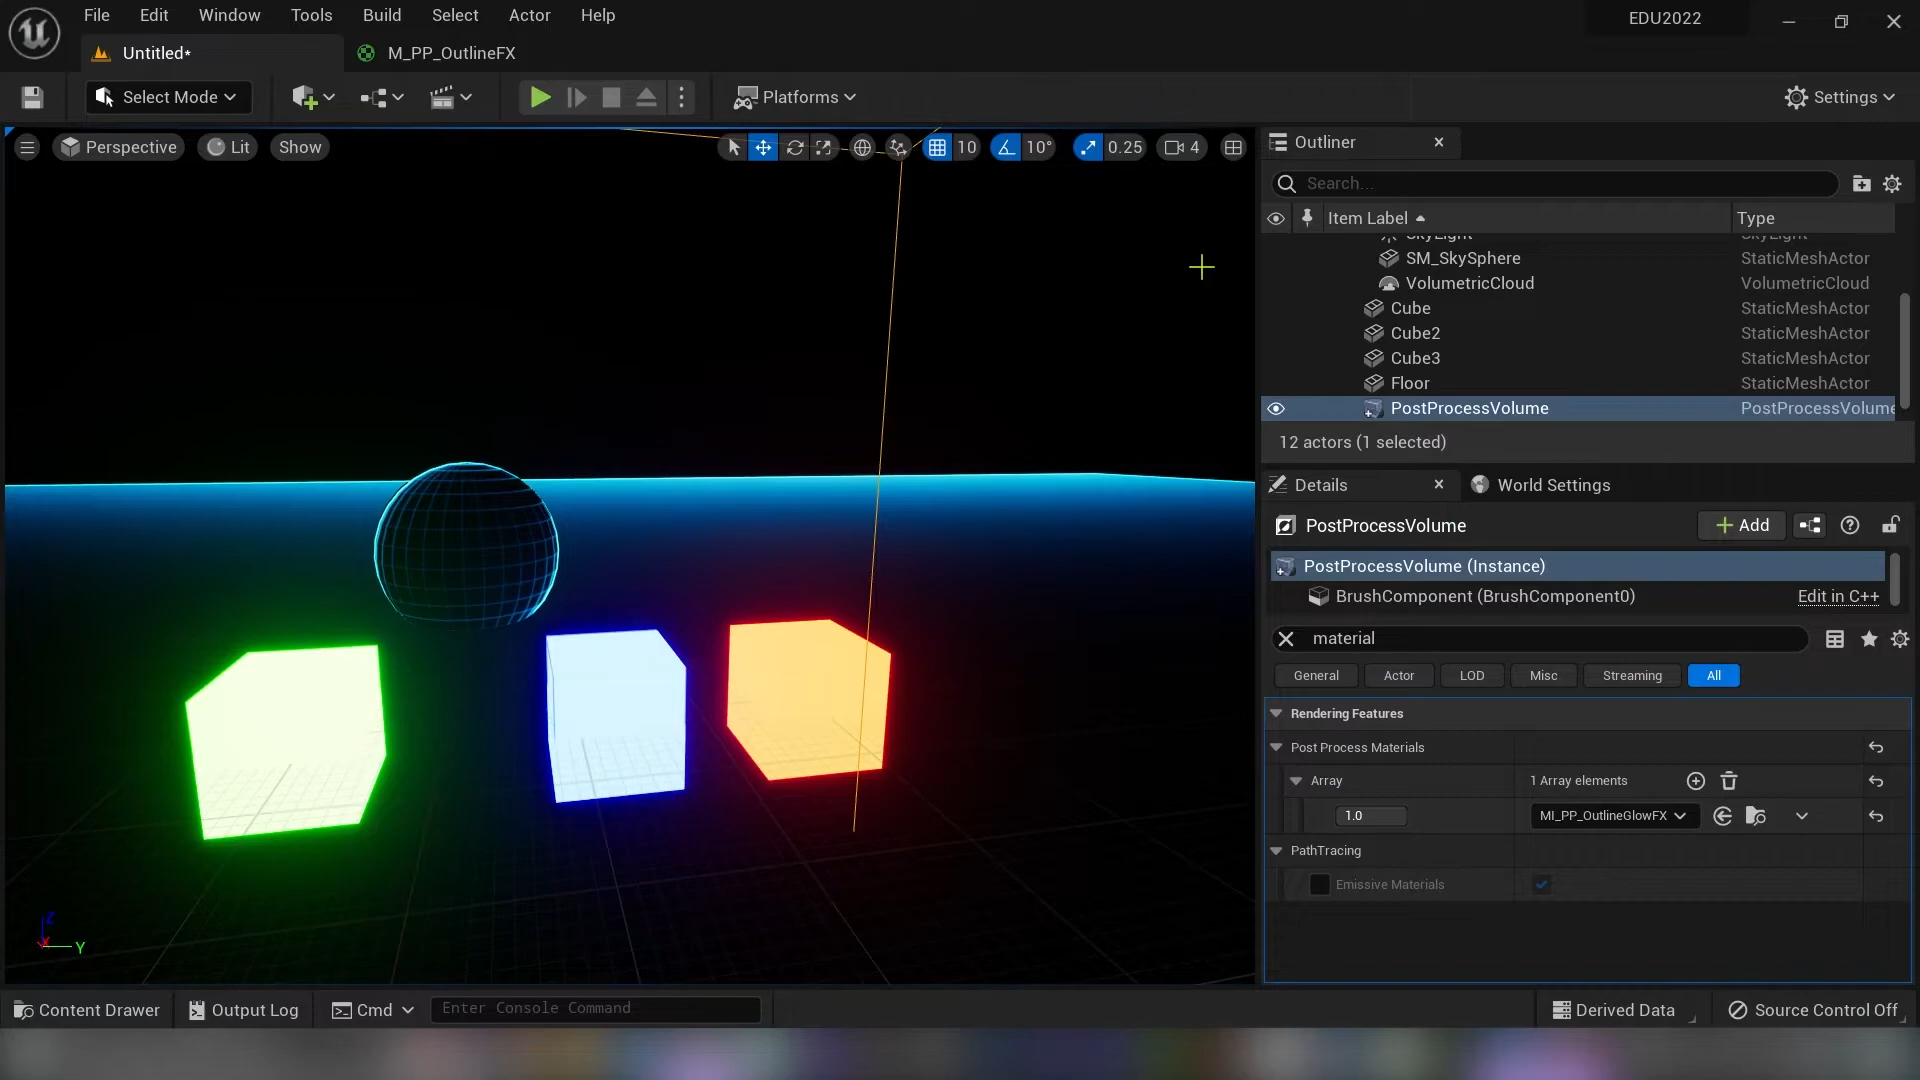 File Edit Window Tools Build Select Actor Help
EDU2022
Untitled*
M_PP_OutlineFX
Select Mode
Platforms
Settings
Perspective
Lit
Show
10
10°
0.25
4
Outliner
Search...
Item Label
Type
SkyLight
SkyLight
SM_SkySphere
StaticMeshActor
VolumetricCloud
VolumetricCloud
Cube
StaticMeshActor
Cube2
StaticMeshActor
Cube3
StaticMeshActor
Floor
StaticMeshActor
PostProcessVolume
PostProcessVolume
12 actors (1 selected)
Details
World Settings
PostProcessVolume
Add
PostProcessVolume (Instance)
BrushComponent (BrushComponent0)
Edit in C++
material
General
Actor
LOD
Misc
Streaming
All
Rendering Features
Post Process Materials
Array
1 Array elements
1.0
MI_PP_OutlineGlowFX
PathTracing
Emissive Materials
Z
X
Y
Content Drawer
Output Log
Cmd
Enter Console Command
Derived Data
Source Control Off